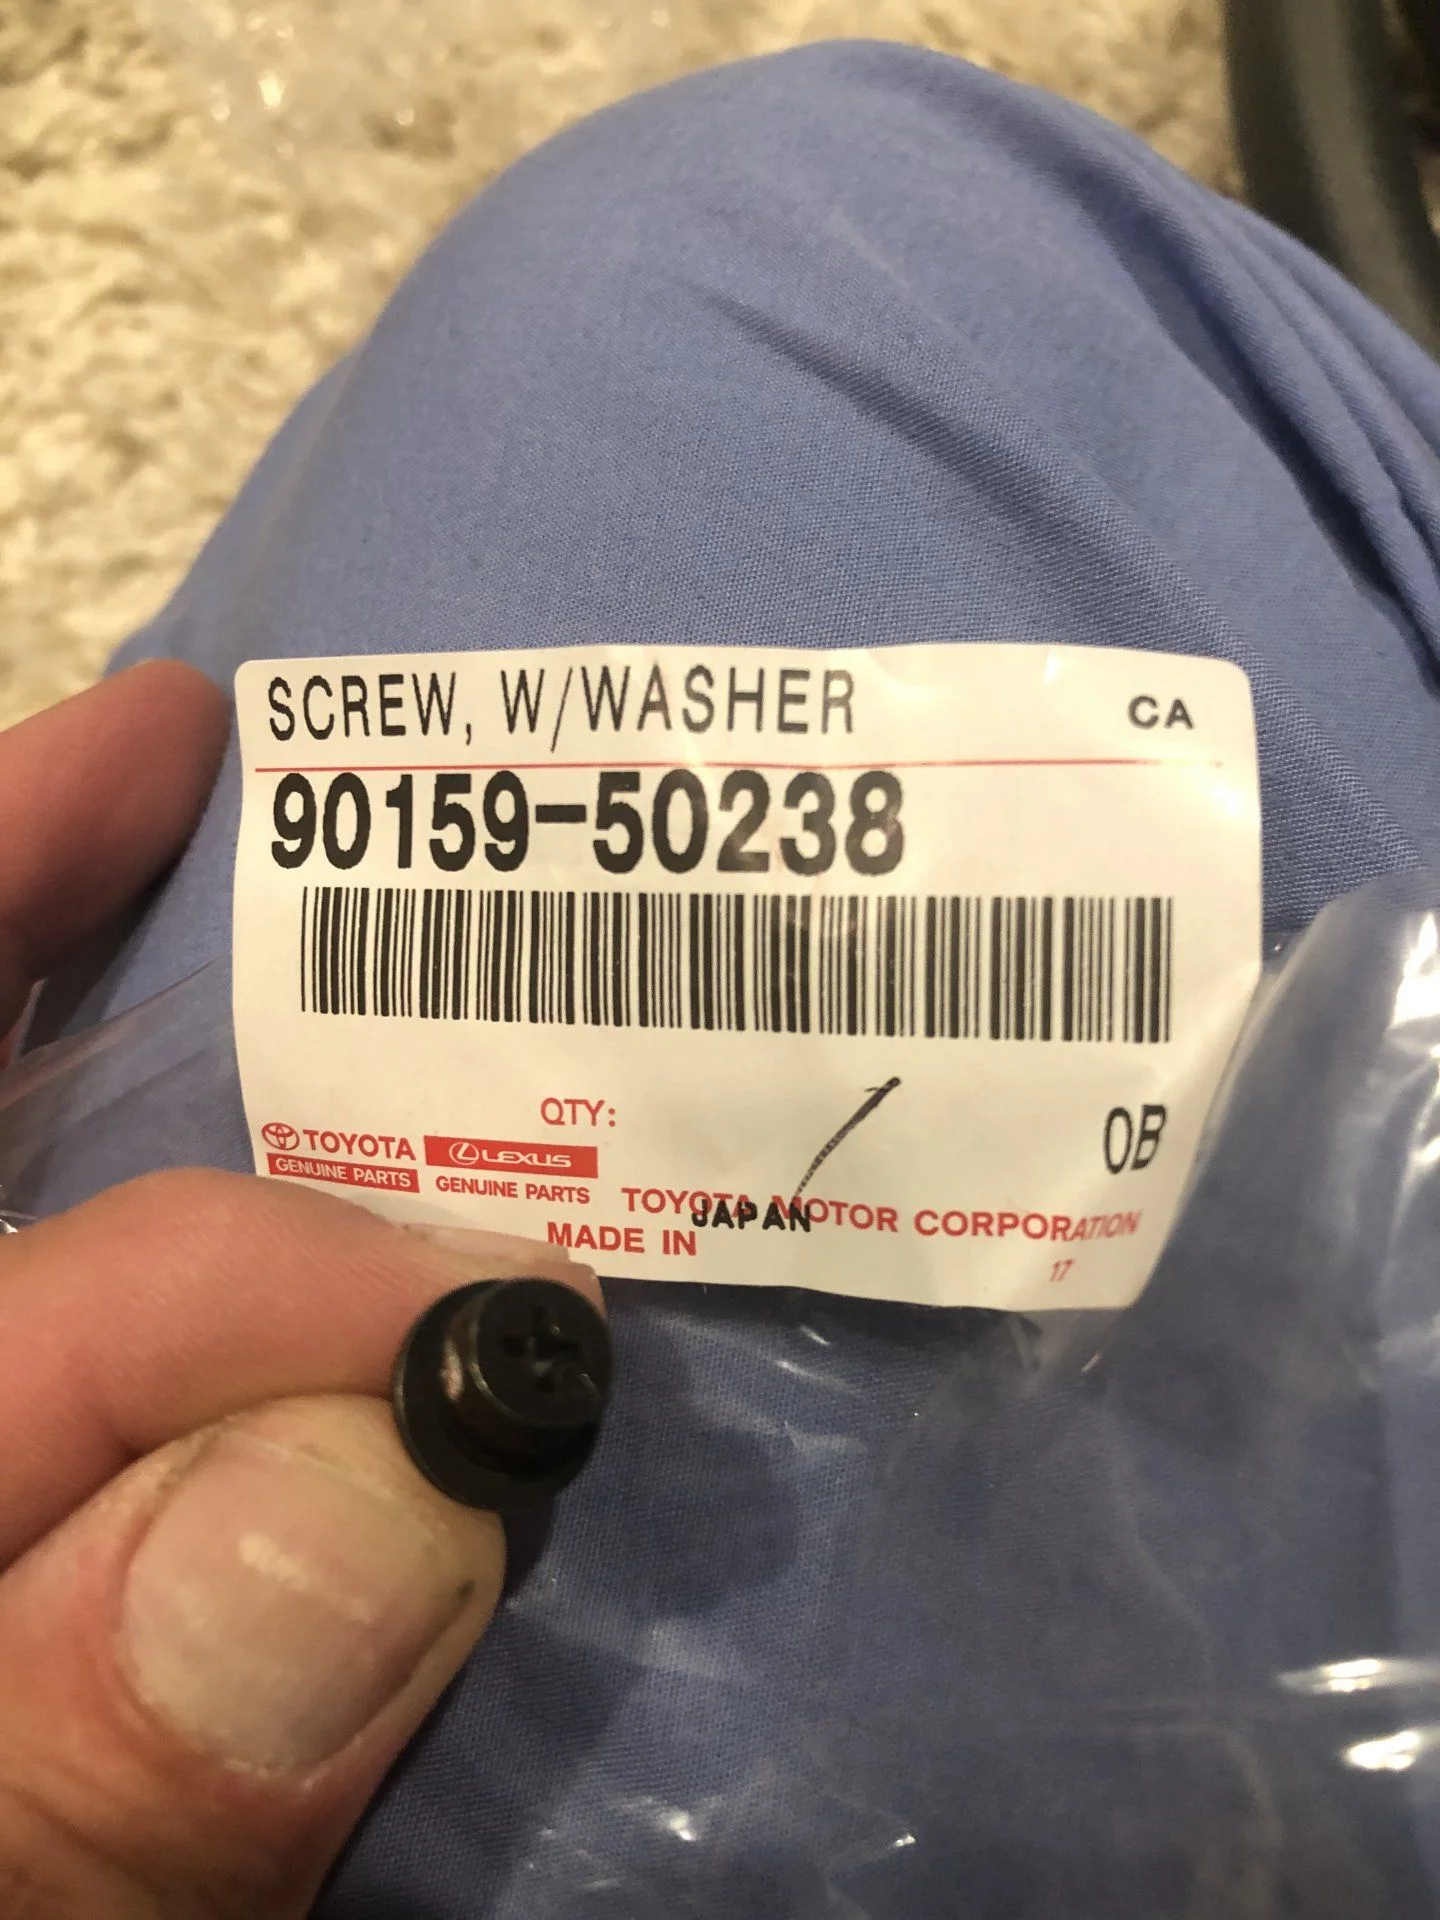 SCREW, W/WASHER CA
90159-50238
QTY: / 0B
TOYOTA LEXUS
GENUINE PARTS GENUINE PARTS TOYOTA MOTOR CORPORATION
MADE IN JAPAN
17